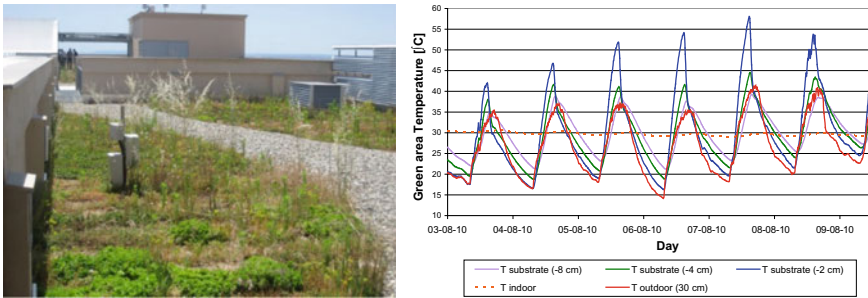 Green area Temperature [∫C]
60
55
50
45
40
35
30
25
20
15
10
03-08-10 04-08-10 05-08-10 06-08-10 07-08-10 08-08-10 09-08-10
Day
T substrate (-8 cm) T substrate (-4 cm) T substrate (-2 cm)
T indoor T outdoor (30 cm)